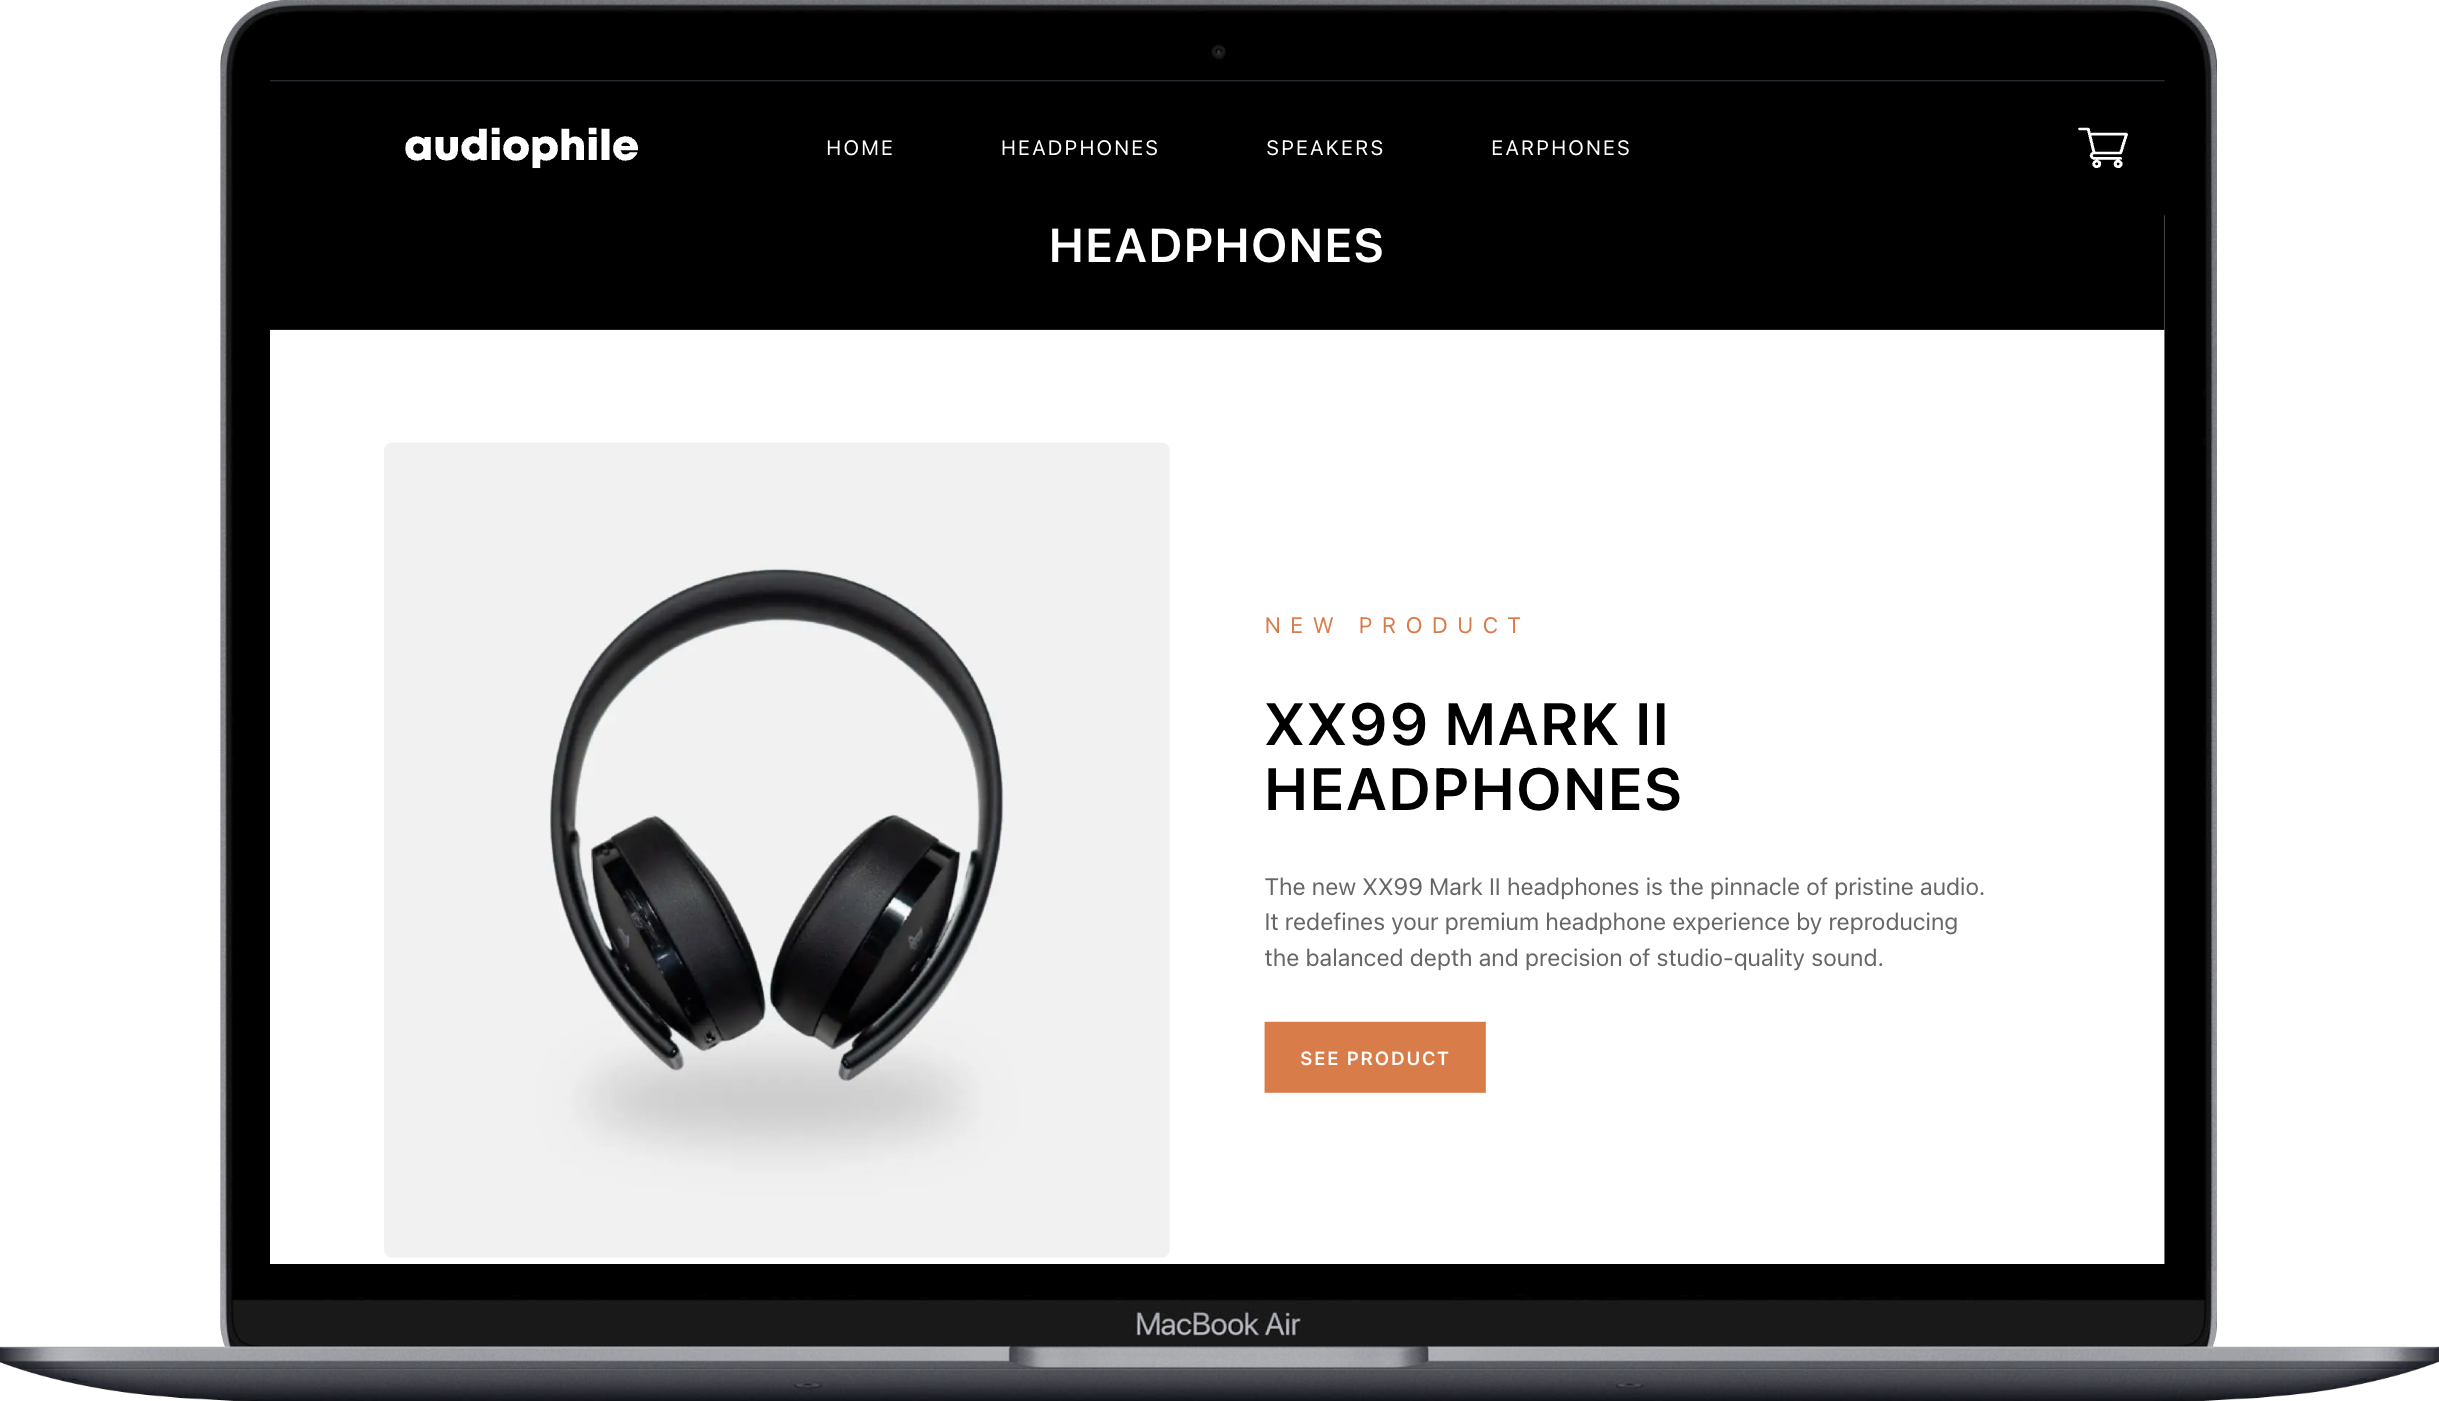 audiophile
HOME
HEADPHONES
SPEAKERS
EARPHONES
HEADPHONES
NEW PRODUCT
XX99 MARK II
HEADPHONES
The new XX99 Mark II headphones is the pinnacle of pristine audio.
It redefines your premium headphone experience by reproducing
the balanced depth and precision of studio-quality sound.
SEE PRODUCT
MacBook Air